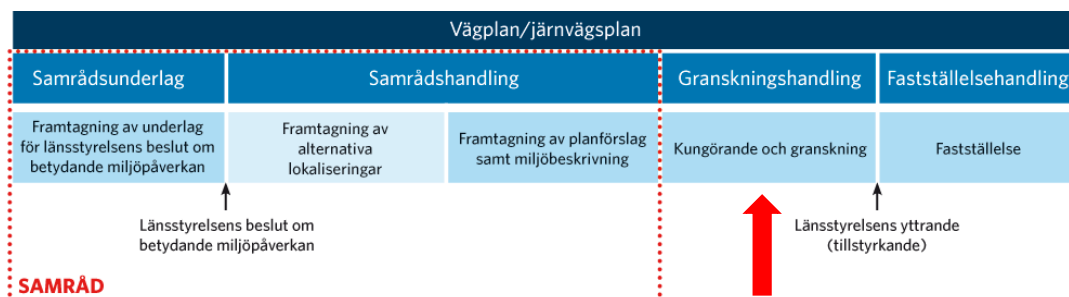 Vägplan/järnvägsplan
Samrådsunderlag
Samrådshandling
Granskningshandling
Fastställelsehandling
Framtagning av underlag
för länsstyrelsens beslut om
betydande miljöpåverkan
Framtagning av
alternativa
lokaliseringar
Framtagning av planförslag
samt miljöbeskrivning
Kungörande och granskning
Fastställelse
Länsstyrelsens beslut om
betydande miljöpåverkan
Länsstyrelsens yttrande
(tillstyrkande)
SAMRÅD